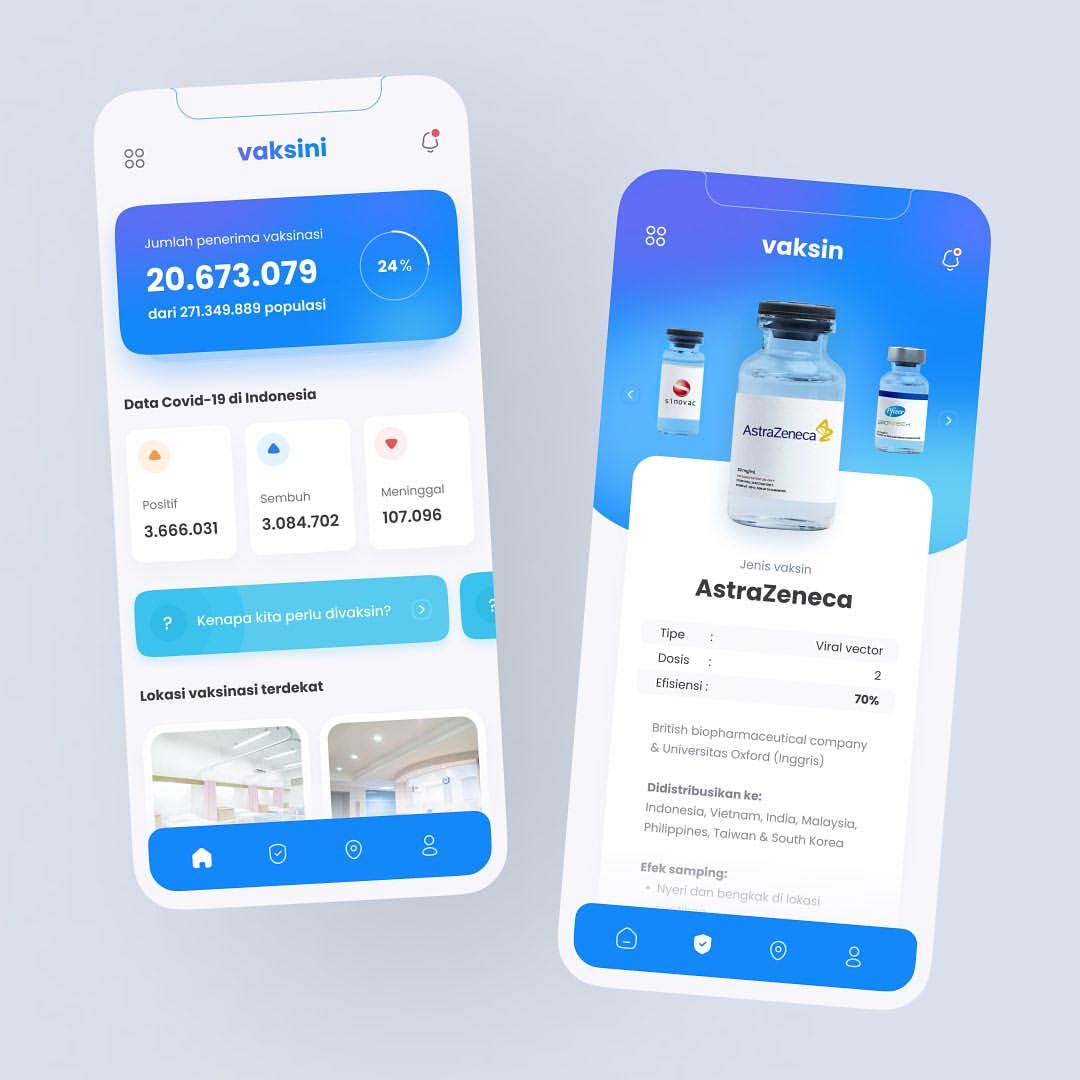 vaksini
Jumlah penerima vaksinasi
20.673.079
dari 271.349.889 populasi
24%
Data Covid-19 di Indonesia
Positif
3.666.031
Sembuh
3.084.702
Meninggal
107.096
? Kenapa kita perlu divaksin?
?
Lokasi vaksinasi terdekat
vaksin
sinovac
AstraZeneca
Pfizer
Jenis vaksin
AstraZeneca
Tipe : Viral vector
Dosis : 2
Efisiensi : 70%
British biopharmaceutical company
& Universitas Oxford (Inggris)
Didistribusikan ke:
Indonesia, Vietnam, India, Malaysia,
Philippines, Taiwan & South Korea
Efek samping:
• Nyeri dan bengkak di lokasi